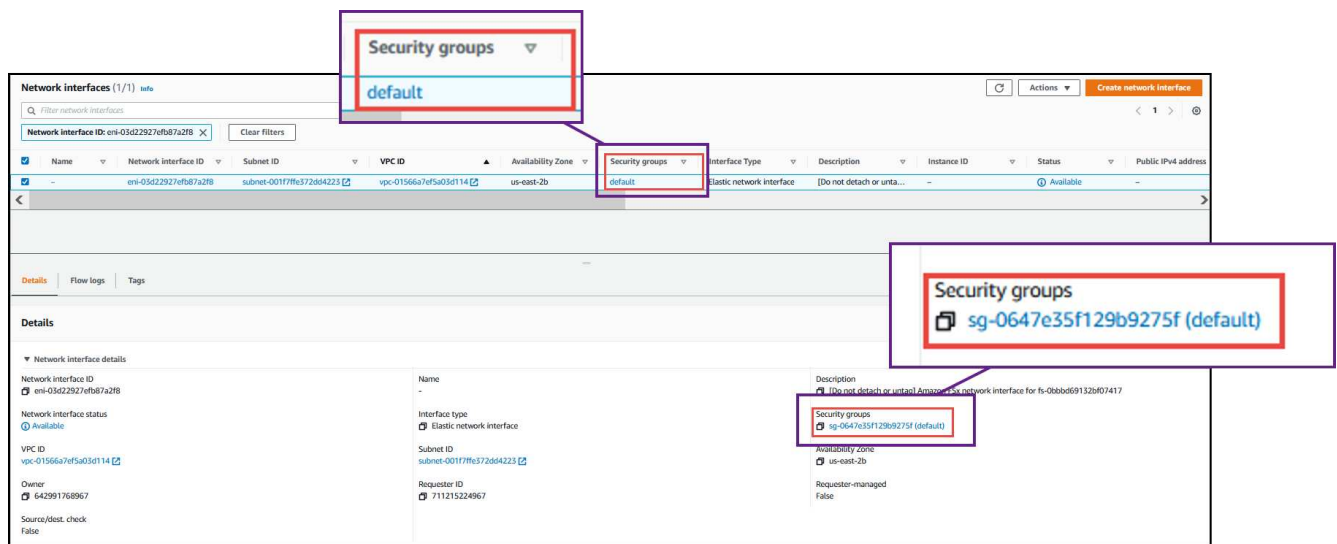 Security groups
default
Network interfaces (1/1) Info
Actions
Create network interface
Filter network interfaces
1
Network interface ID: eni-03d22927efb87a2f8
Clear filters
Name Network interface ID Subnet ID VPC ID Availability Zone Security groups Interface Type Description Instance ID Status Public IPv4 address
– eni-03d22927efb87a2f8 subnet-001f7ffe372dd4223 vpc-01566a7ef5a03d114 us-east-2b default Elastic network interface [Do not detach or unta... – Available –
Security groups
sg-0647e35f129b9275f (default)
Details Flow logs Tags
Details
Network interface details
Network interface ID Name Description
eni-03d22927efb87a2f8 - [Do not detach or untag] Amazon FSx network interface for fs-0bbbd69132bf07417
Network interface status Interface type Security groups
Available Elastic network interface sg-0647e35f129b9275f (default)
VPC ID Subnet ID Availability Zone
vpc-01566a7ef5a03d114 subnet-001f7ffe372dd4223 us-east-2b
Owner Requester ID Requester-managed
642991768967 711215224967 False
Source/dest. check
False